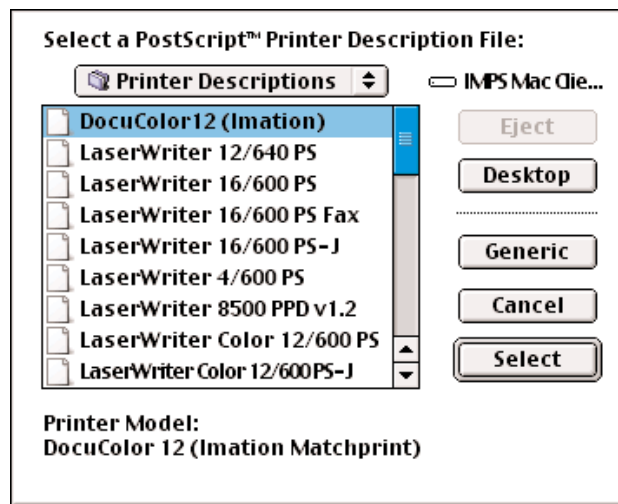 Select a PostScript™ Printer Description File:
Printer Descriptions
IMPS Mac Clie...
DocuColor12 (Imation)
LaserWriter 12/640 PS
LaserWriter 16/600 PS
LaserWriter 16/600 PS Fax
LaserWriter 16/600 PS-J
LaserWriter 4/600 PS
LaserWriter 8500 PPD v1.2
LaserWriter Color 12/600 PS
LaserWriter Color 12/600 PS-J
Eject
Desktop
Generic
Cancel
Select
Printer Model:
DocuColor 12 (Imation Matchprint)